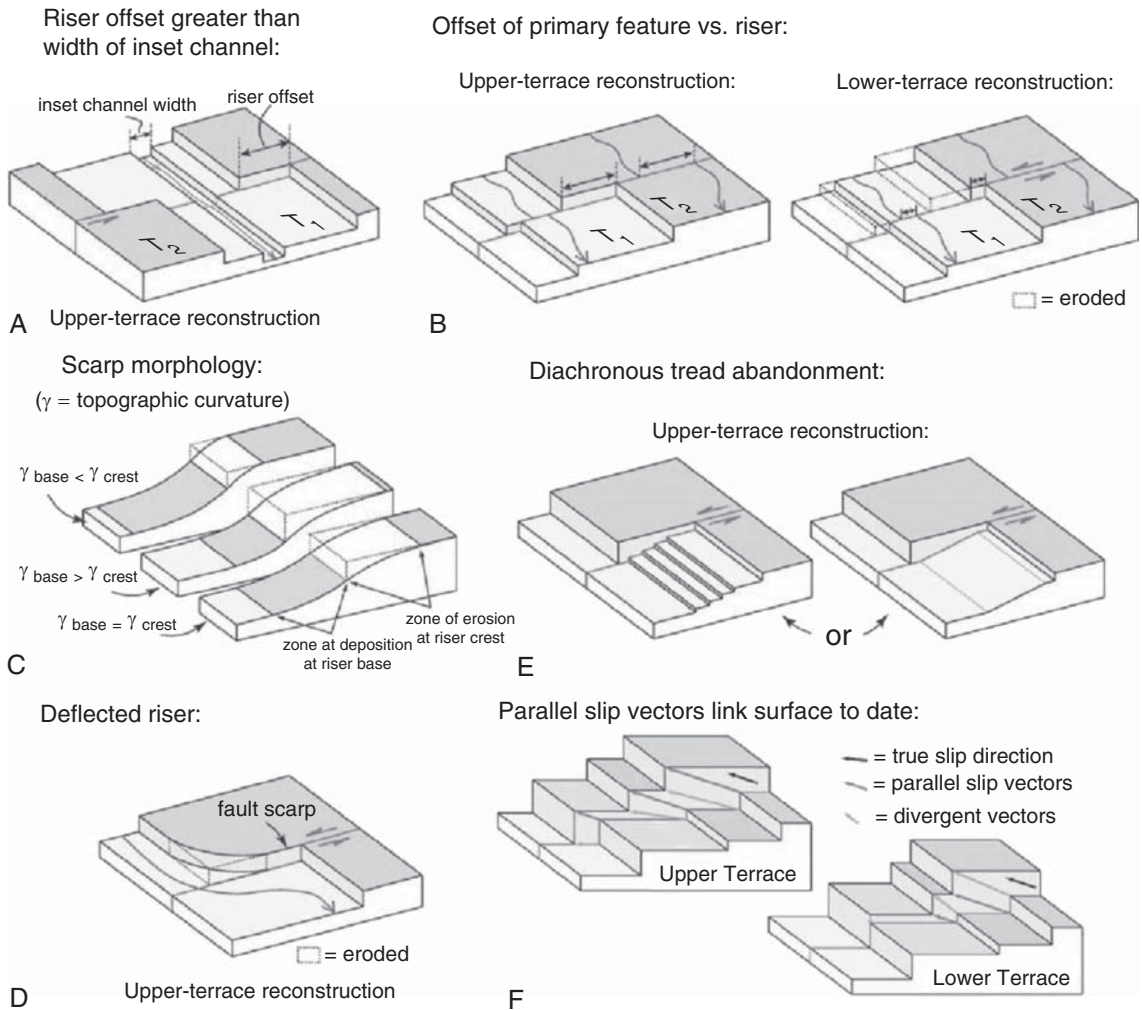 Riser offset greater than
width of inset channel:
inset channel width
riser offset
T₂
T₁
A
Upper-terrace reconstruction
Offset of primary feature vs. riser:
Upper-terrace reconstruction:
T₁
T₂
Lower-terrace reconstruction:
T₁
T₂
B
= eroded
Scarp morphology:
(γ = topographic curvature)
γ base < γ crest
γ base > γ crest
γ base = γ crest
zone at deposition
at riser base
zone of erosion
at riser crest
C
Diachronous tread abandonment:
Upper-terrace reconstruction:
or
E
Deflected riser:
fault scarp
= eroded
D
Upper-terrace reconstruction
Parallel slip vectors link surface to date:
= true slip direction
= parallel slip vectors
= divergent vectors
Upper Terrace
Lower Terrace
F